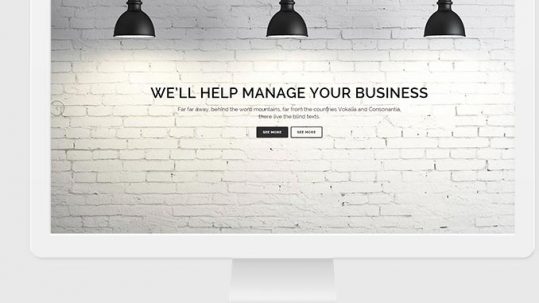 WE'LL HELP MANAGE YOUR BUSINESS
Far far away, behind the word mountains, far from the countries Vokalia and Consonantia,
there live the blind texts.
SEE MORE SEE MORE